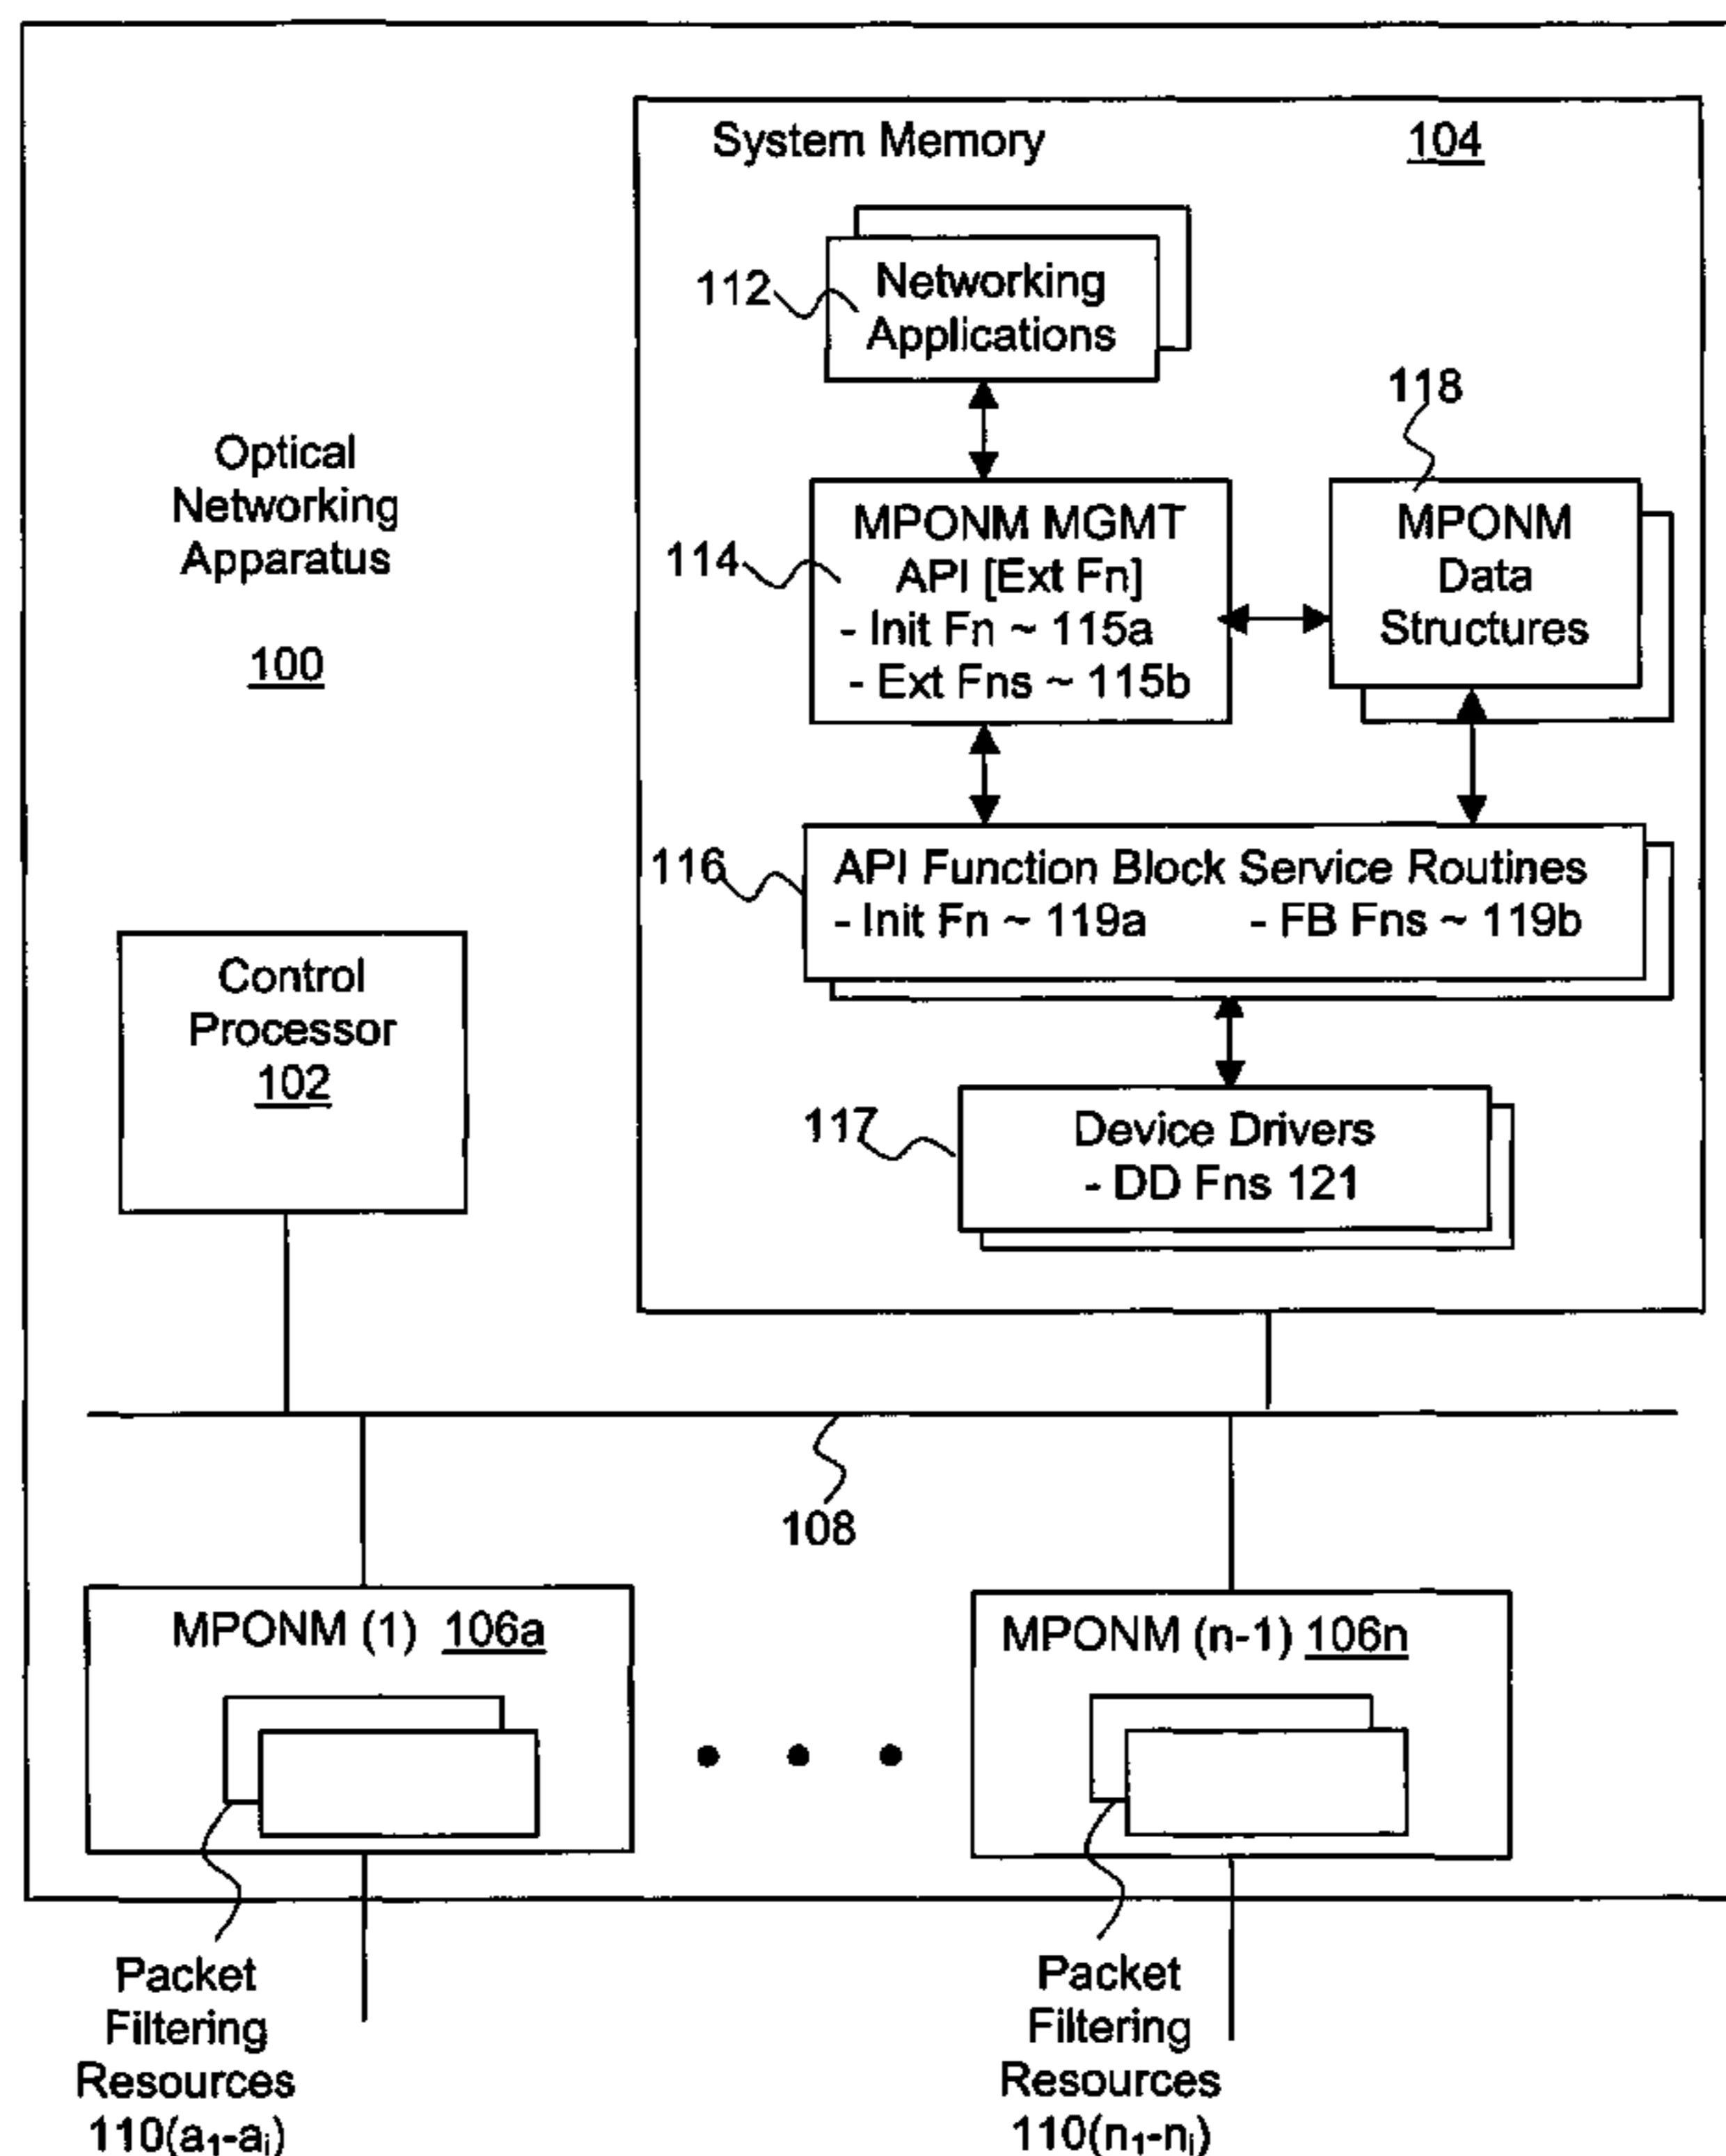 System Memory 104
112
Networking
Applications
118
Optical
Networking
Apparatus
100
114
MPONM MGMT
API [Ext Fn]
- Init Fn ~ 115a
- Ext Fns ~ 115b
MPONM
Data
Structures
116
API Function Block Service Routines
- Init Fn ~ 119a - FB Fns ~ 119b
Control
Processor
102
117
Device Drivers
- DD Fns 121
108
MPONM (1) 106a
MPONM (n-1) 106n
Packet
Filtering
Resources
110(a₁-aᵢ)
Packet
Filtering
Resources
110(n₁-nⱼ)